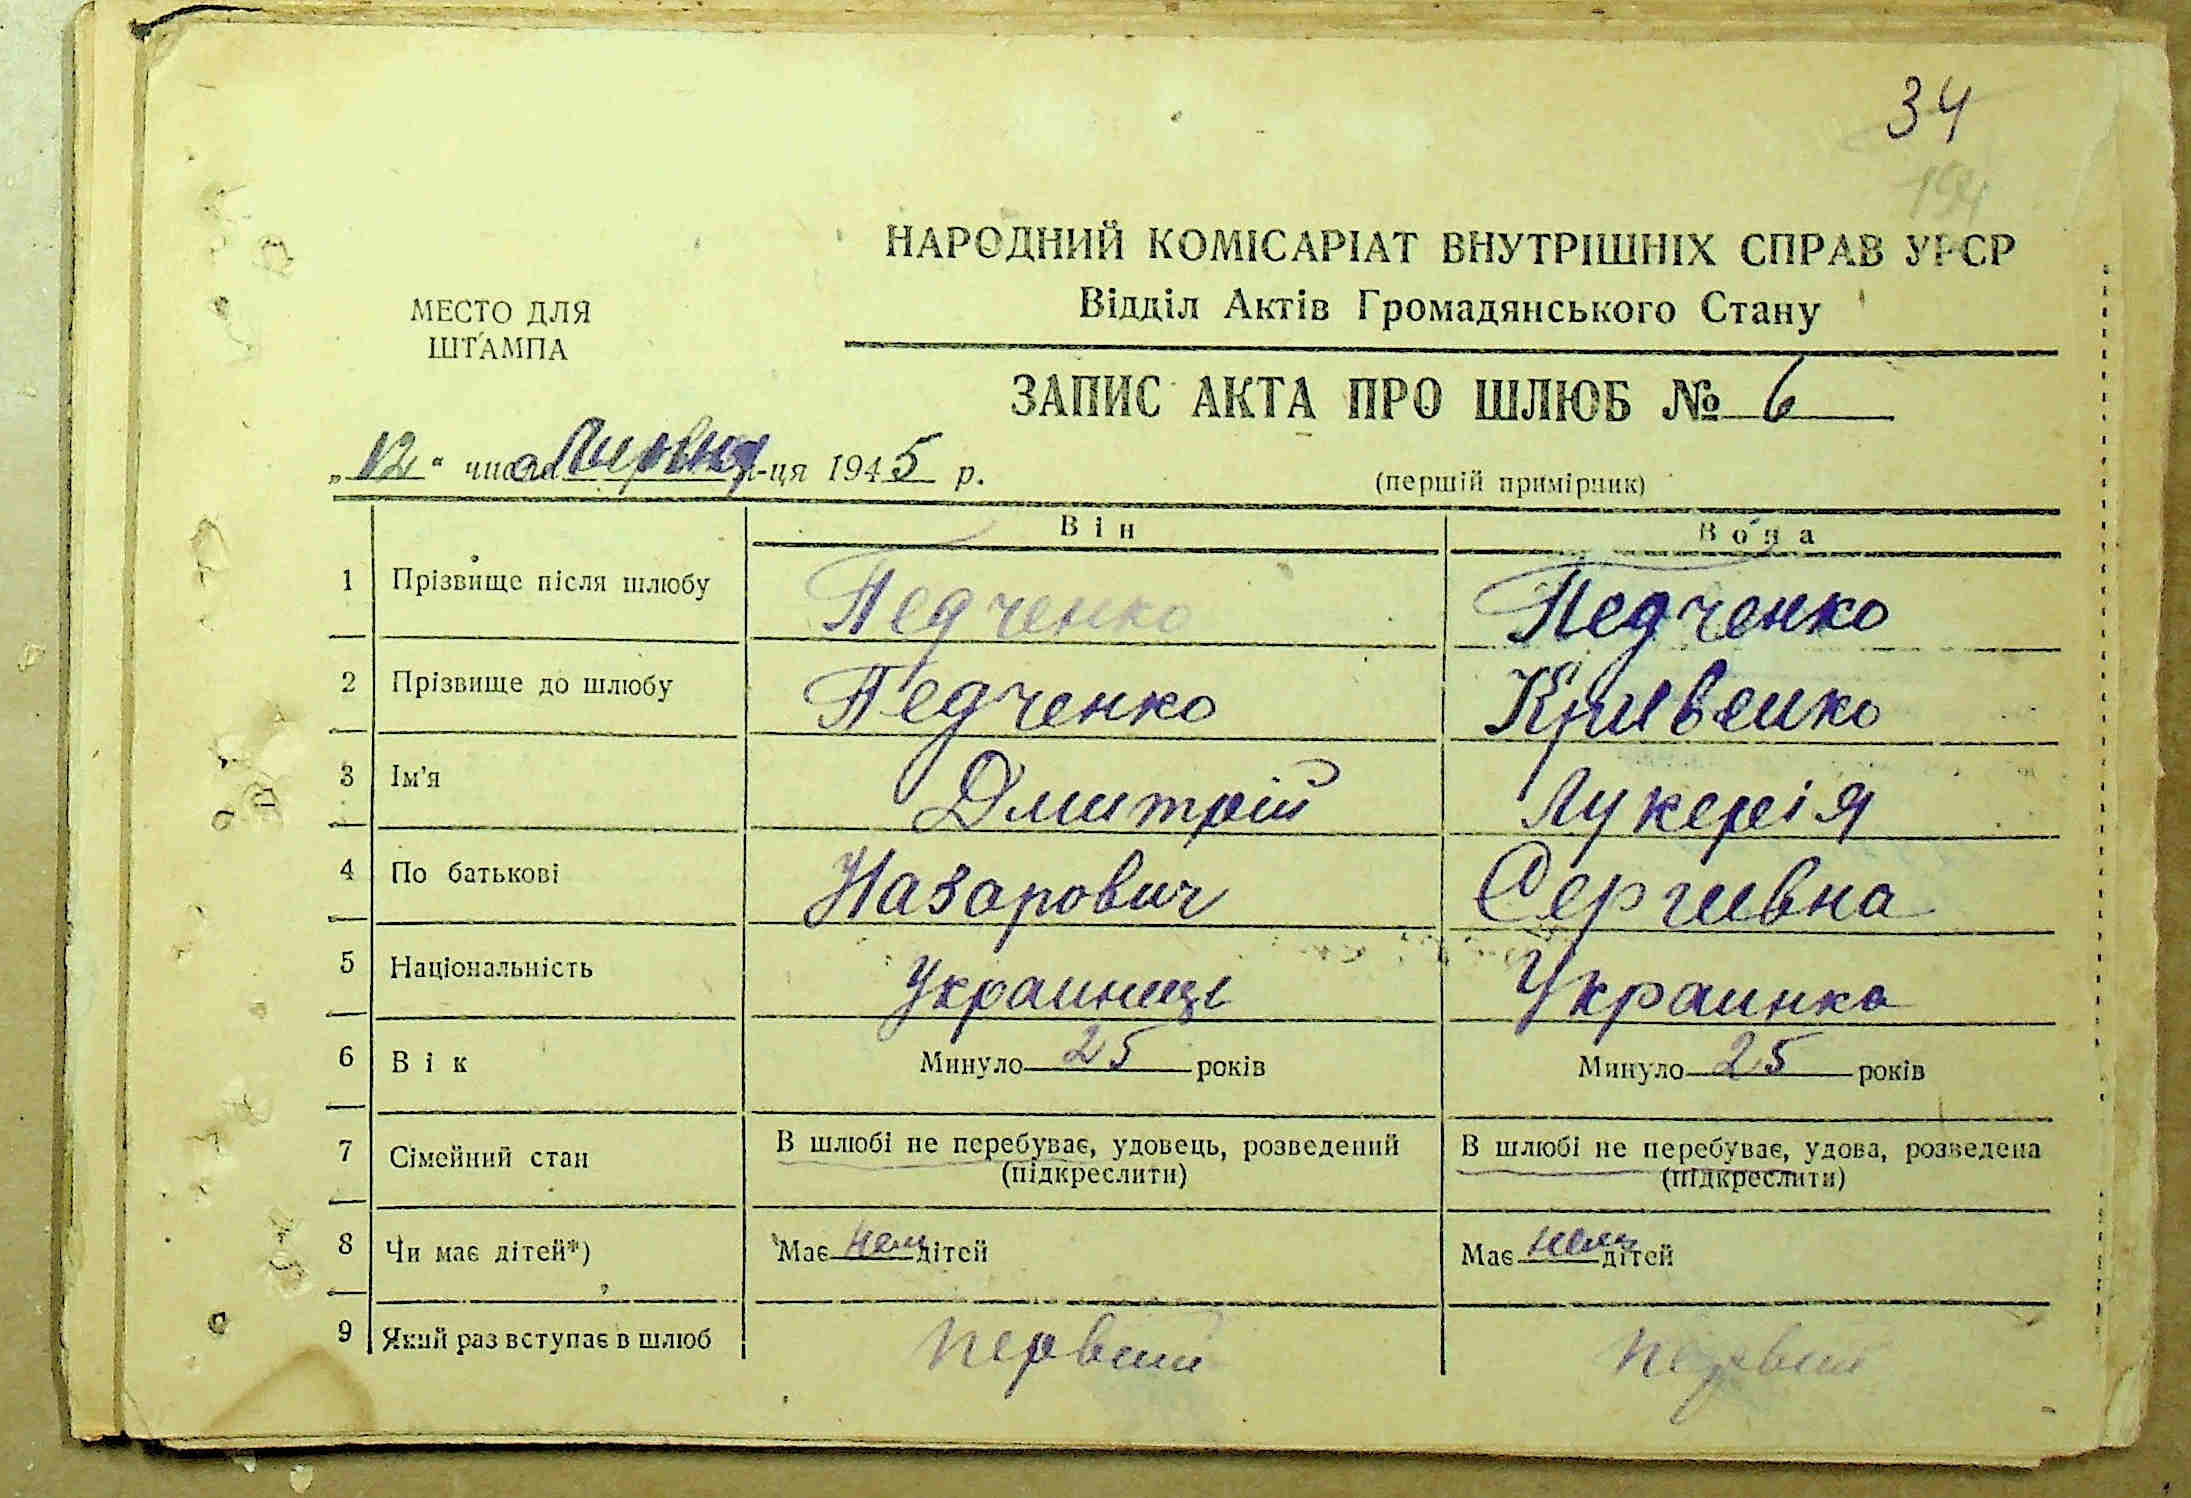 34
194
НАРОДНИЙ КОМІСАРІАТ ВНУТРІШНІХ СПРАВ УРСР
Відділ Актів Громадянського Стану
МЕСТО ДЛЯ
ШТАМПА
ЗАПИС АКТА ПРО ШЛЮБ № 6
„12“ числа Червня м-ця 1945 р.
(першій примірник)
Він Вона
1 Прізвище після шлюбу Педченко Педченко
2 Прізвище до шлюбу Педченко Кривенко
3 Ім'я Дмитрій Лукерія
4 По батькові Назарович Сергиевна
5 Національність Украинець Украинка
6 Вік Минуло 25 років Минуло 25 років
7 Сімейний стан В шлюбі не перебуває, удовець, розведений В шлюбі не перебуває, удова, розведена
(підкреслити) (підкреслити)
8 Чи має дітей*) Має нема дітей Має нема дітей
9 Який раз вступає в шлюб первий первий